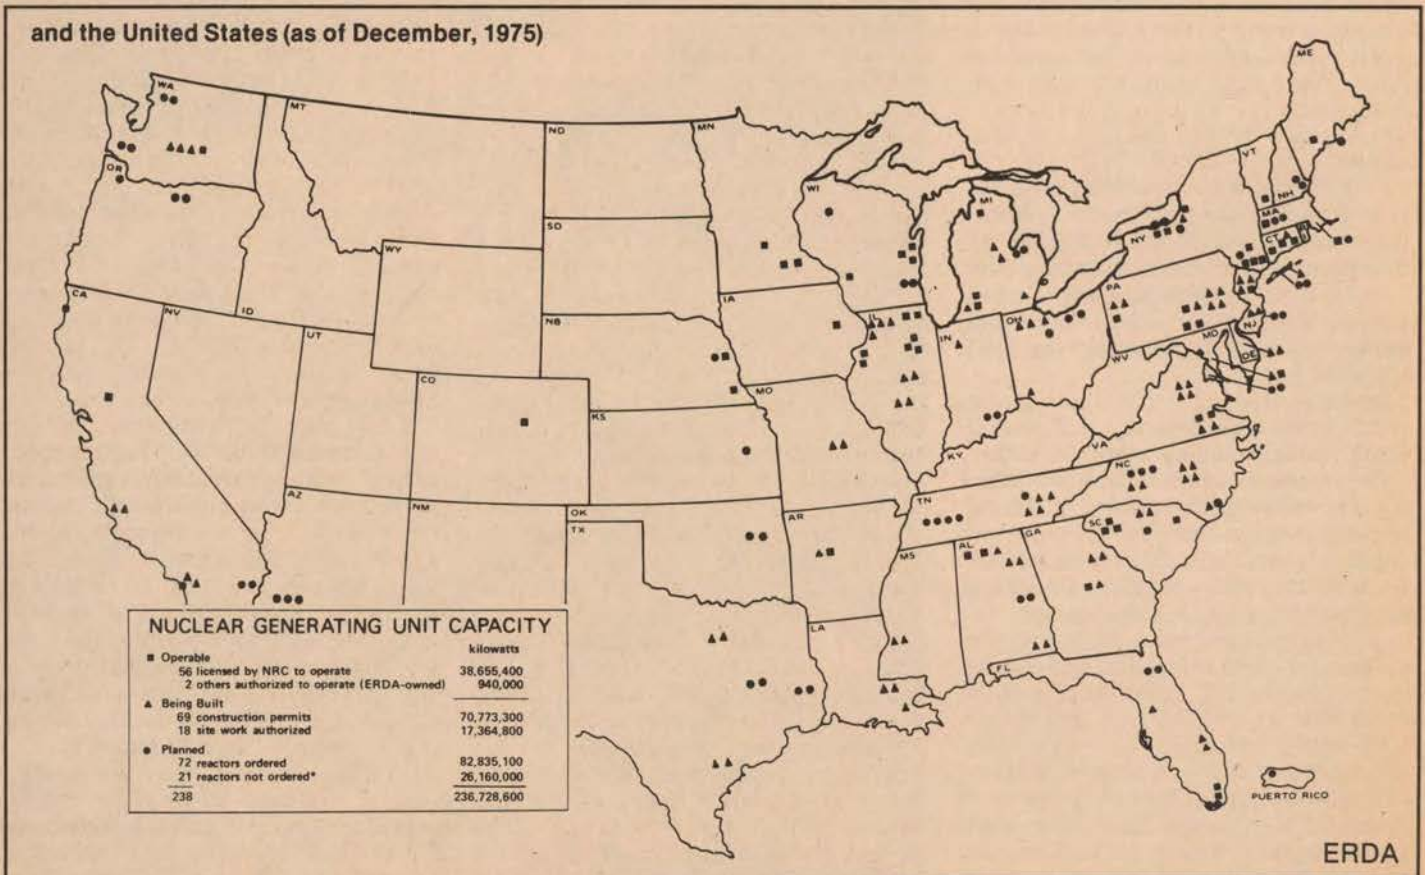 and the United States (as of December, 1975)
ME
WA
MT
ND
MN
VT
OR
NH
WI
MI
MA
SD
NY
CT
WY
PA
CA
NV
ID
IA
IL
OH
NJ
UT
NB
IN
MD
DE
WV
CO
MO
KS
KY
VA
NC
AZ
NM
OK
TX
AR
TN
SC
MS
AL
GA
LA
FL
NUCLEAR GENERATING UNIT CAPACITY
kilowatts
■ Operable
56 licensed by NRC to operate 38,655,400
2 others authorized to operate (ERDA-owned) 940,000
▲ Being Built
69 construction permits 70,773,300
18 site work authorized 17,364,800
● Planned
72 reactors ordered 82,835,100
21 reactors not ordered* 26,160,000
238 236,728,600
PUERTO RICO
ERDA